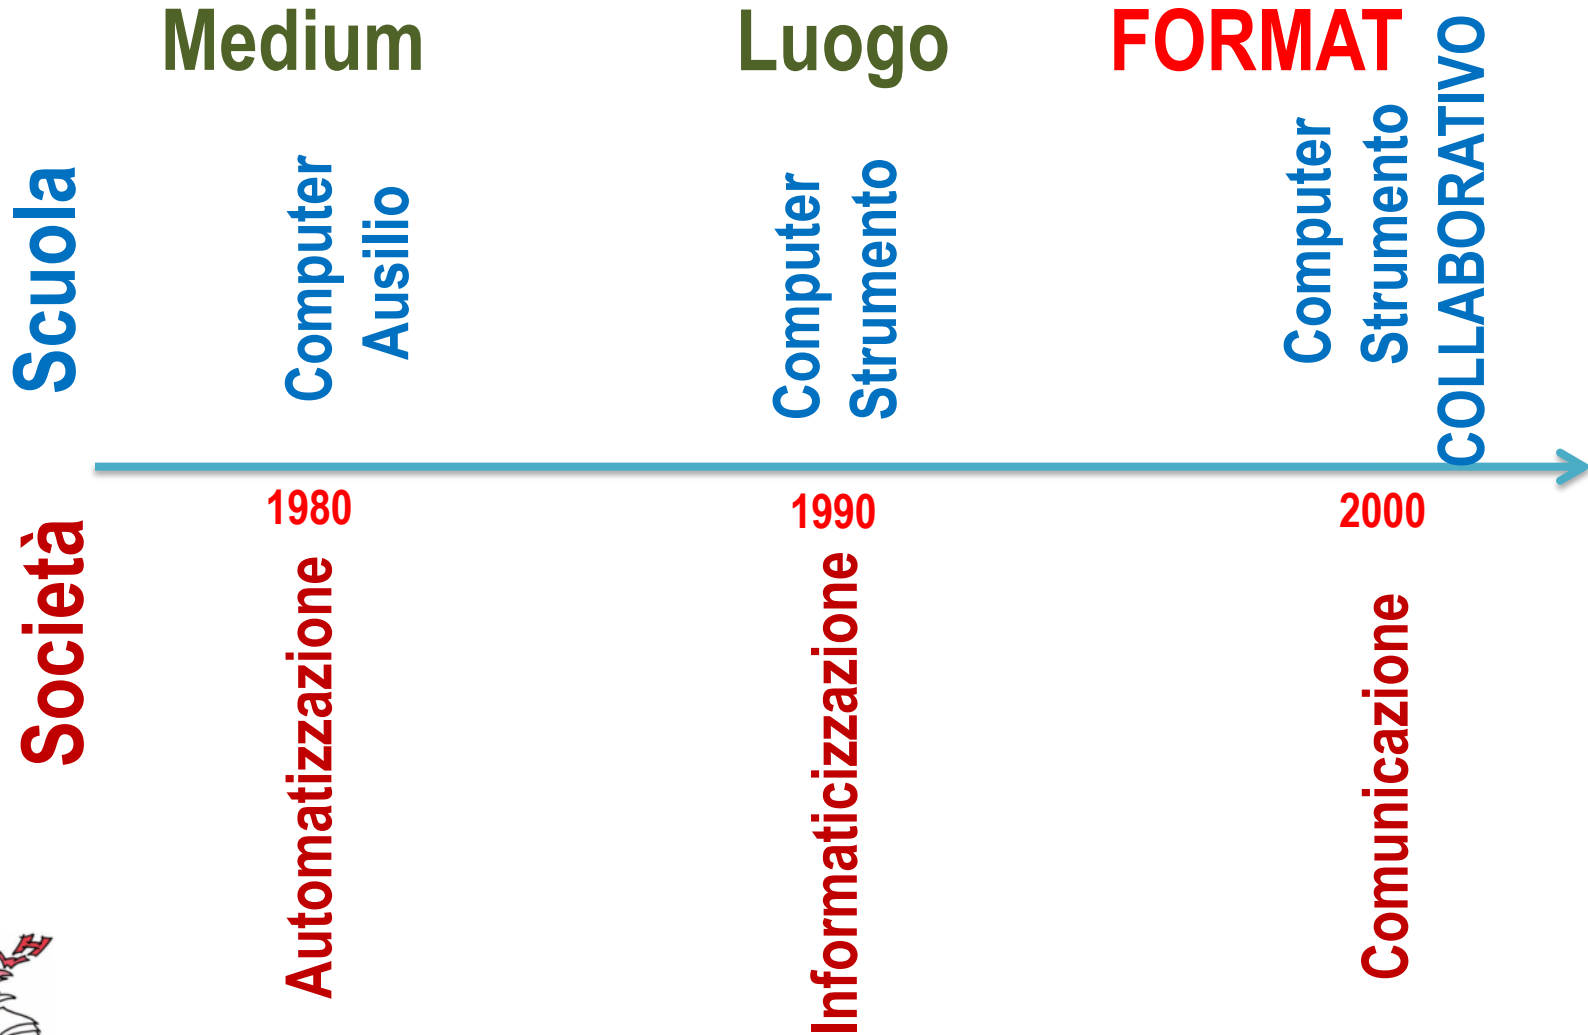 Medium
Luogo
FORMAT
Scuola
Computer
Ausilio
Computer
Strumento
Computer
Strumento
COLLABORATIVO
1980
1990
2000
Società
Automatizzazione
Informaticizzazione
Comunicazione